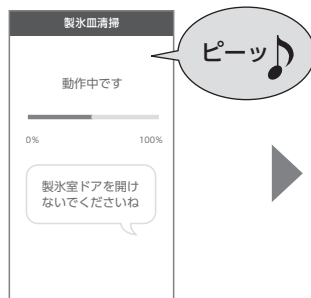 製氷皿清掃
ピーッ♪
動作中です
0% 100%
製氷室ドアを開け
ないでくださいね